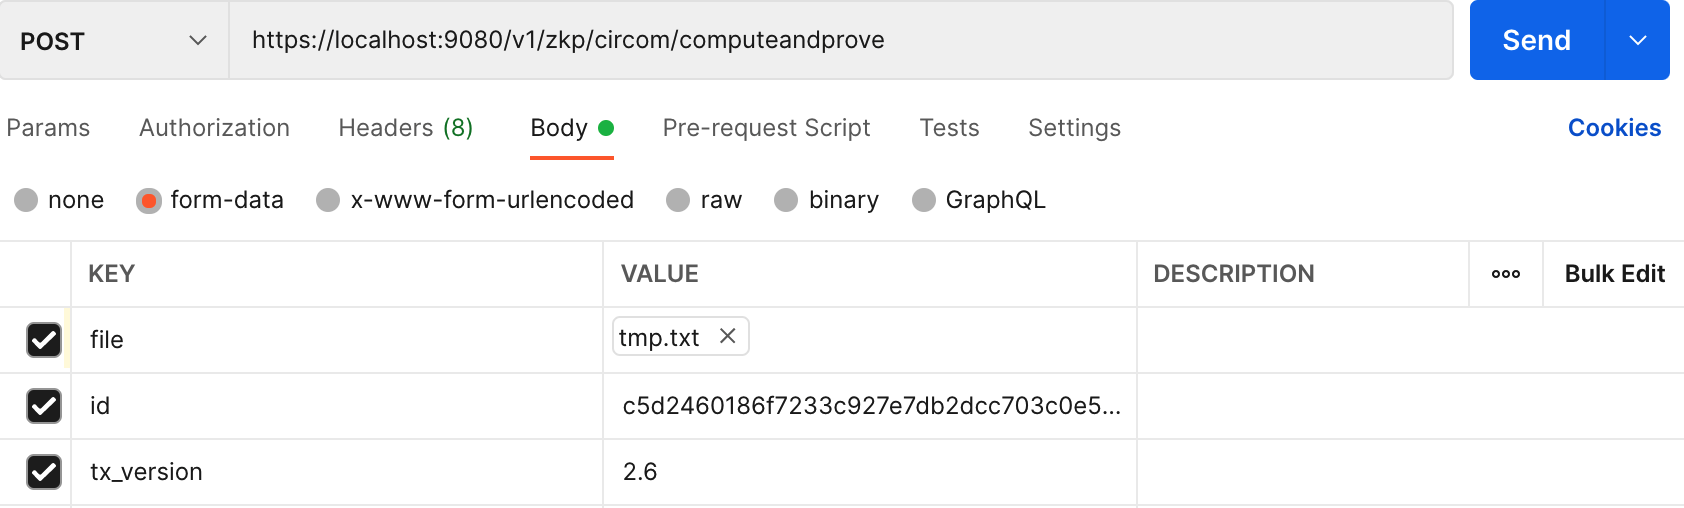 POST https://localhost:9080/v1/zkp/circom/computeandprove Send
Params Authorization Headers (8) Body Pre-request Script Tests Settings Cookies
none form-data x-www-form-urlencoded raw binary GraphQL
KEY VALUE DESCRIPTION Bulk Edit
file tmp.txt
id c5d2460186f7233c927e7db2dcc703c0e5...
tx_version 2.6